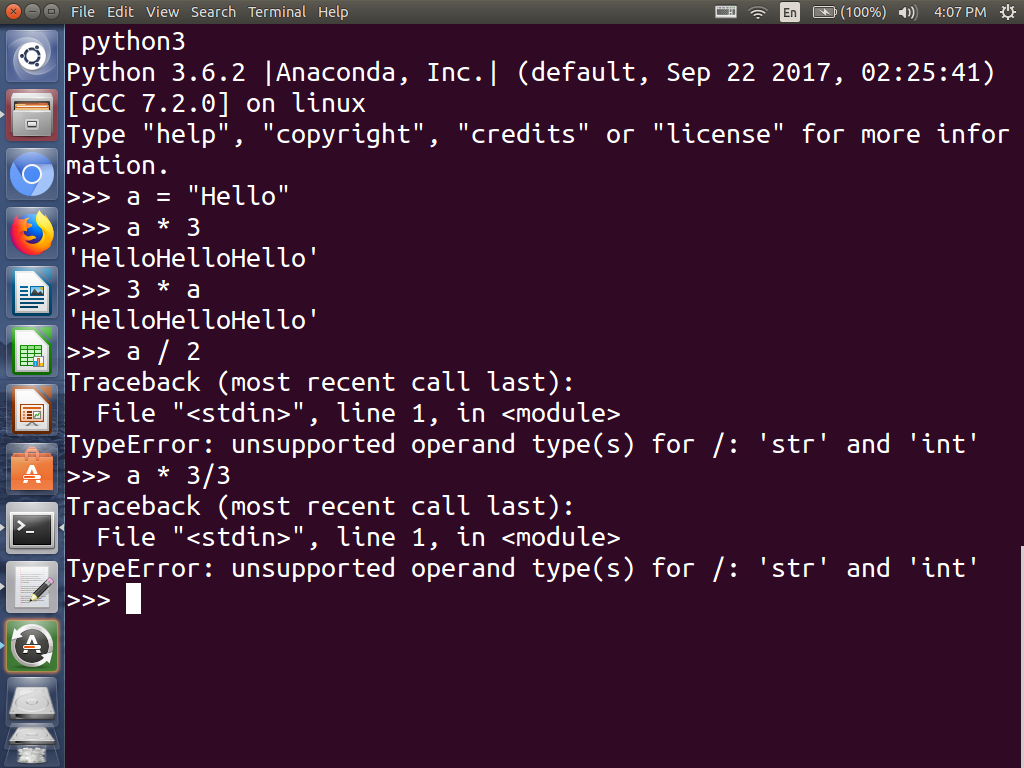 File Edit View Search Terminal Help
En (100%) 4:07 PM
python3
Python 3.6.2 |Anaconda, Inc.| (default, Sep 22 2017, 02:25:41)
[GCC 7.2.0] on linux
Type "help", "copyright", "credits" or "license" for more infor
mation.
>>> a = "Hello"
>>> a * 3
'HelloHelloHello'
>>> 3 * a
'HelloHelloHello'
>>> a / 2
Traceback (most recent call last):
  File "<stdin>", line 1, in <module>
TypeError: unsupported operand type(s) for /: 'str' and 'int'
>>> a * 3/3
Traceback (most recent call last):
  File "<stdin>", line 1, in <module>
TypeError: unsupported operand type(s) for /: 'str' and 'int'
>>>